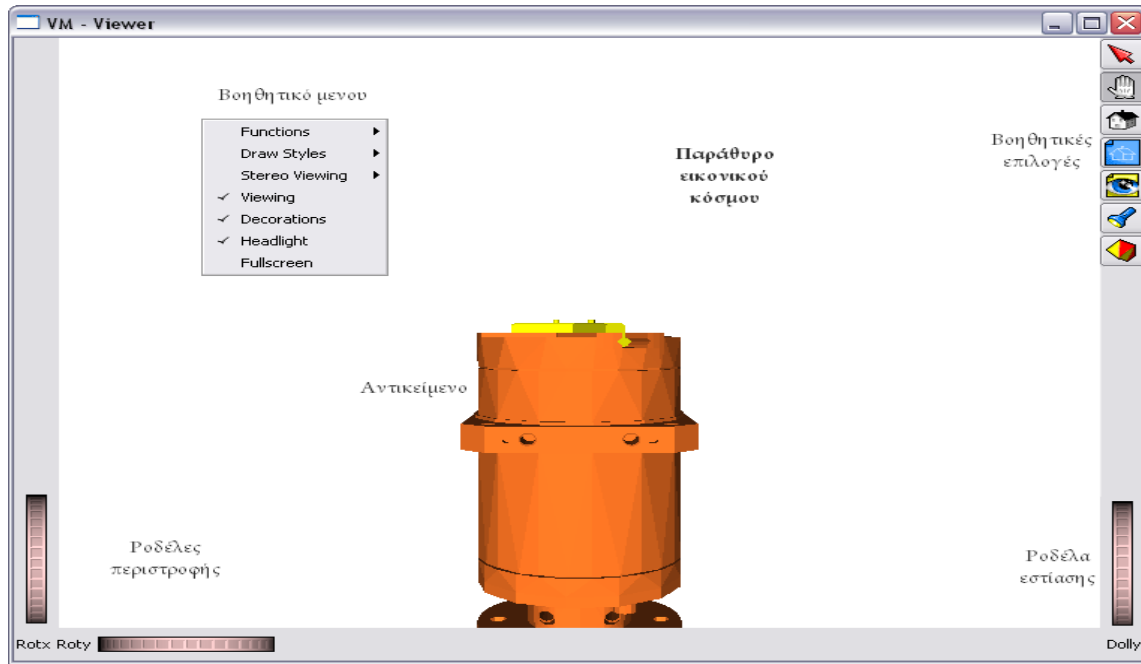 VM - Viewer
Βοηθητικό μενου
Functions
Draw Styles
Stereo Viewing
Viewing
Decorations
Headlight
Fullscreen
Παράθυρο
εικονικού
κόσμου
Βοηθητικές
επιλογές
Αντικείμενο
Ροδέλες
περιστροφής
Ροδέλα
εστίασης
Rotx Roty
Dolly